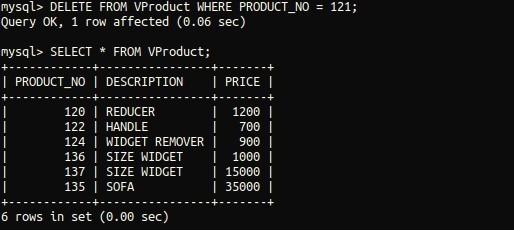 mysql> DELETE FROM VProduct WHERE PRODUCT_NO = 121;
Query OK, 1 row affected (0.06 sec)

mysql> SELECT * FROM VProduct;
+------------+----------------+-------+
| PRODUCT_NO | DESCRIPTION    | PRICE |
+------------+----------------+-------+
|        120 | REDUCER        |  1200 |
|        122 | HANDLE         |   700 |
|        124 | WIDGET REMOVER |   900 |
|        136 | SIZE WIDGET    |  1000 |
|        137 | SIZE WIDGET    | 15000 |
|        135 | SOFA           | 35000 |
+------------+----------------+-------+
6 rows in set (0.00 sec)